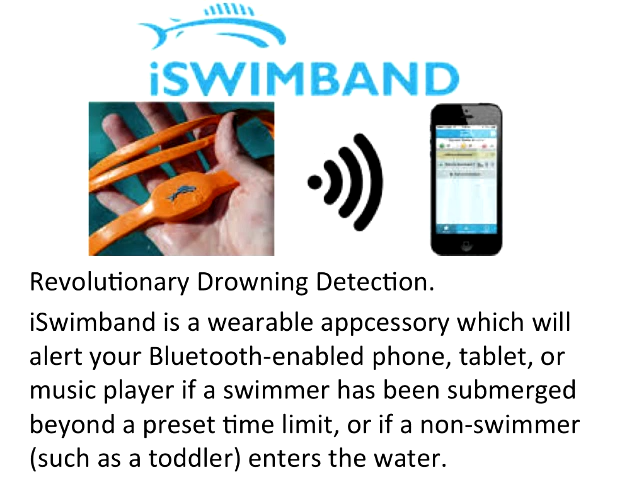 iSWIMBAND
Revolutionary Drowning Detection.
iSwimband is a wearable appcessory which will
alert your Bluetooth-enabled phone, tablet, or
music player if a swimmer has been submerged
beyond a preset time limit, or if a non-swimmer
(such as a toddler) enters the water.